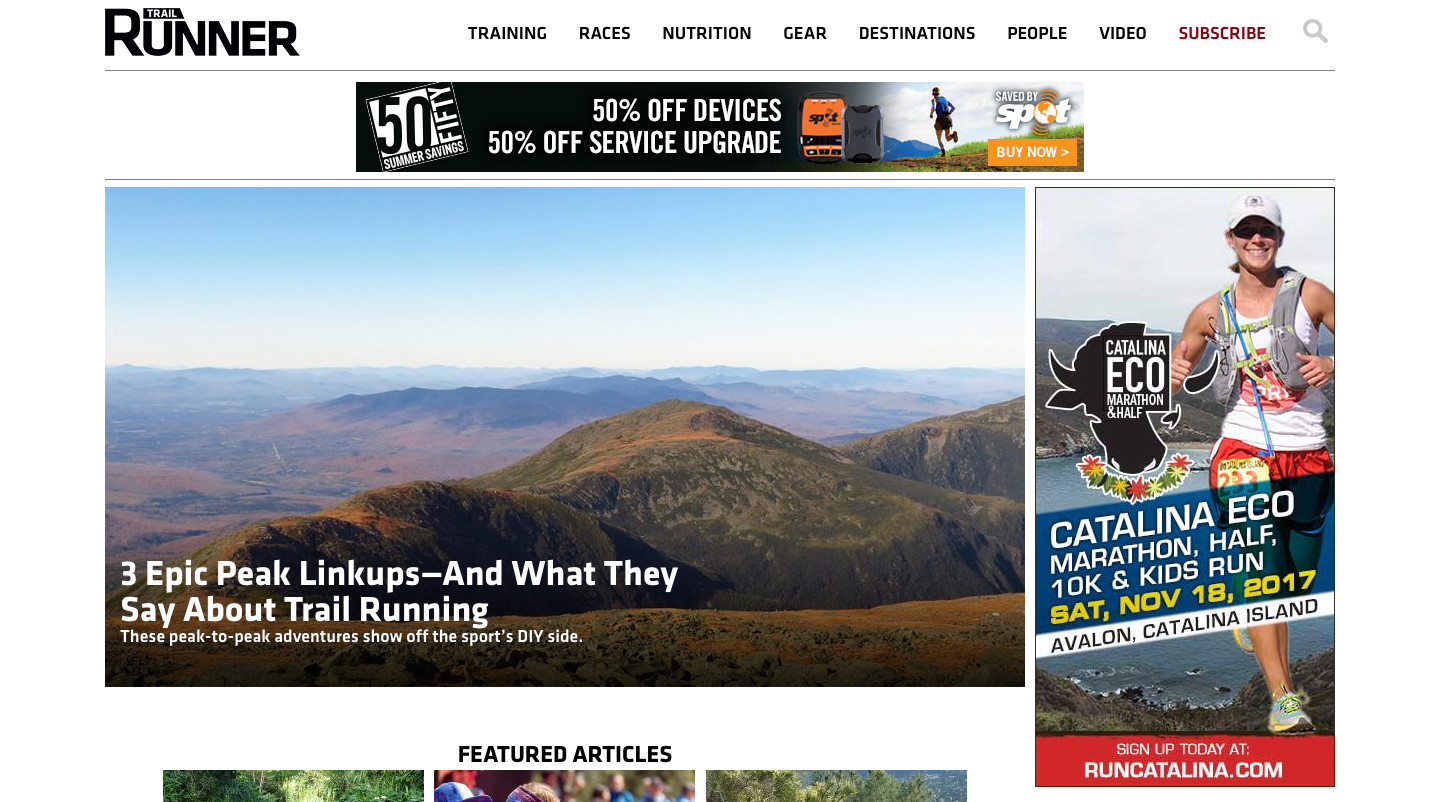 TRAIL
RUNNER
TRAINING
RACES
NUTRITION
GEAR
DESTINATIONS
PEOPLE
VIDEO
SUBSCRIBE
50
FIFTY
SUMMER SAVINGS
50% OFF DEVICES
50% OFF SERVICE UPGRADE
spot
SAVED BY
spot
BUY NOW >
3 Epic Peak Linkups—And What They
Say About Trail Running
These peak-to-peak adventures show off the sport's DIY side.
CATALINA
ECO
MARATHON
&HALF
CATALINA ECO
MARATHON, HALF,
10K & KIDS RUN
SAT, NOV 18, 2017
AVALON, CATALINA ISLAND
SIGN UP TODAY AT:
RUNCATALINA.COM
FEATURED ARTICLES